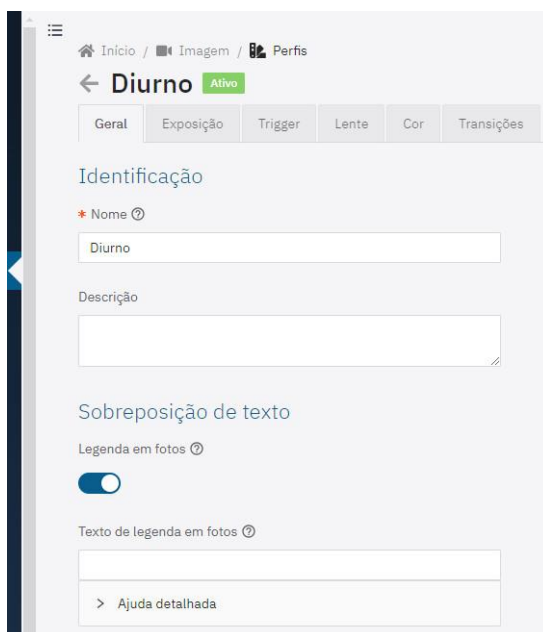 Início / Imagem / Perfis
Diurno Ativo
Geral Exposição Trigger Lente Cor Transições
Identificação
* Nome
Diurno
Descrição
Sobreposição de texto
Legenda em fotos
Texto de legenda em fotos
> Ajuda detalhada